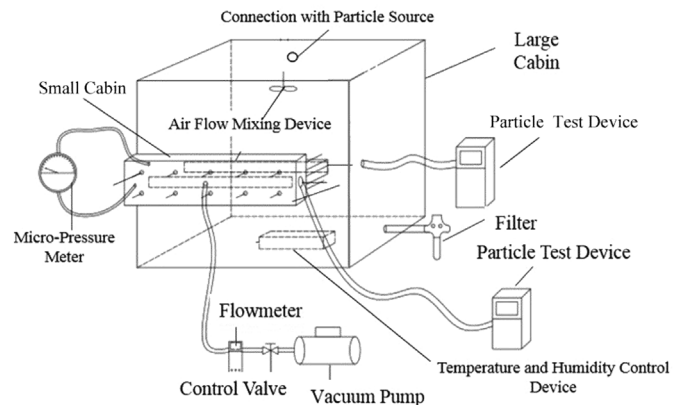 Connection with Particle Source
Large
Cabin
Small Cabin
Air Flow Mixing Device
Particle Test Device
Micro-Pressure
Meter
Filter
Particle Test Device
Flowmeter
Temperature and Humidity Control
Device
Control Valve
Vacuum Pump